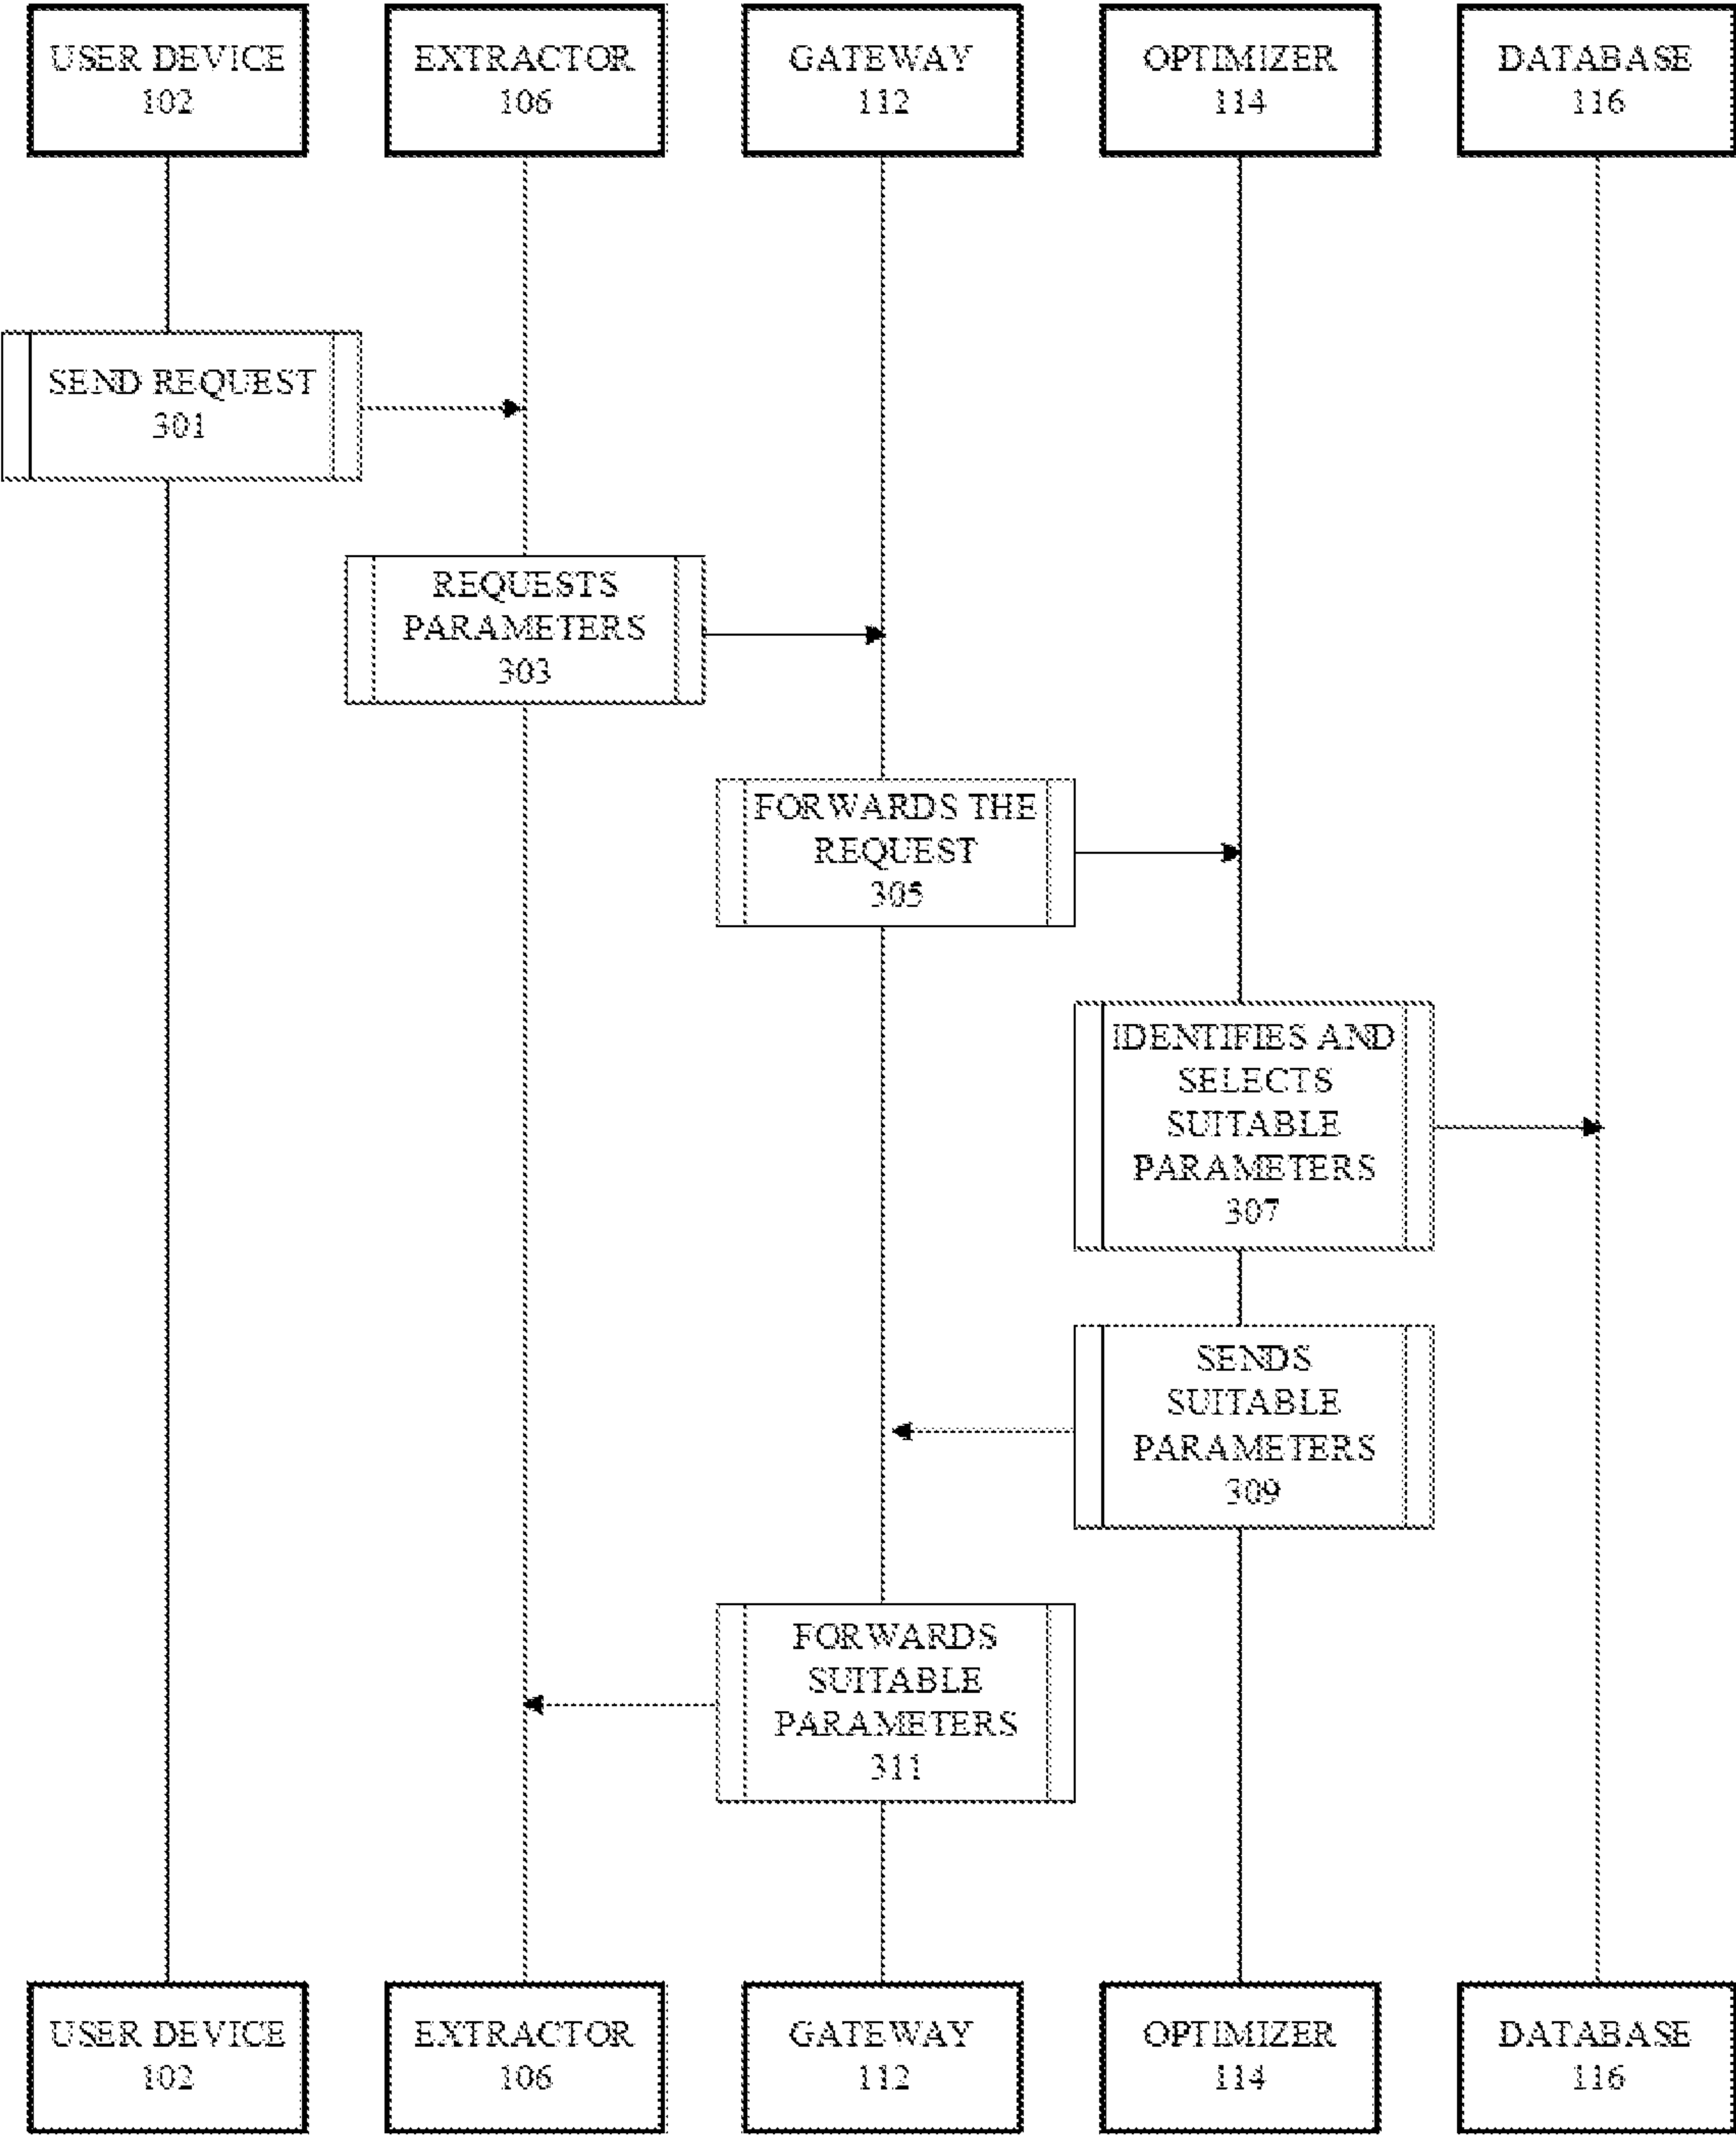 USER DEVICE
102
EXTRACTOR
106
GATEWAY
112
OPTIMIZER
114
DATABASE
116
SEND REQUEST
301
REQUESTS
PARAMETERS
303
FORWARDS THE
REQUEST
305
IDENTIFIES AND
SELECTS
SUITABLE
PARAMETERS
307
SENDS
SUITABLE
PARAMETERS
309
FORWARDS
SUITABLE
PARAMETERS
311
USER DEVICE
102
EXTRACTOR
106
GATEWAY
112
OPTIMIZER
114
DATABASE
116